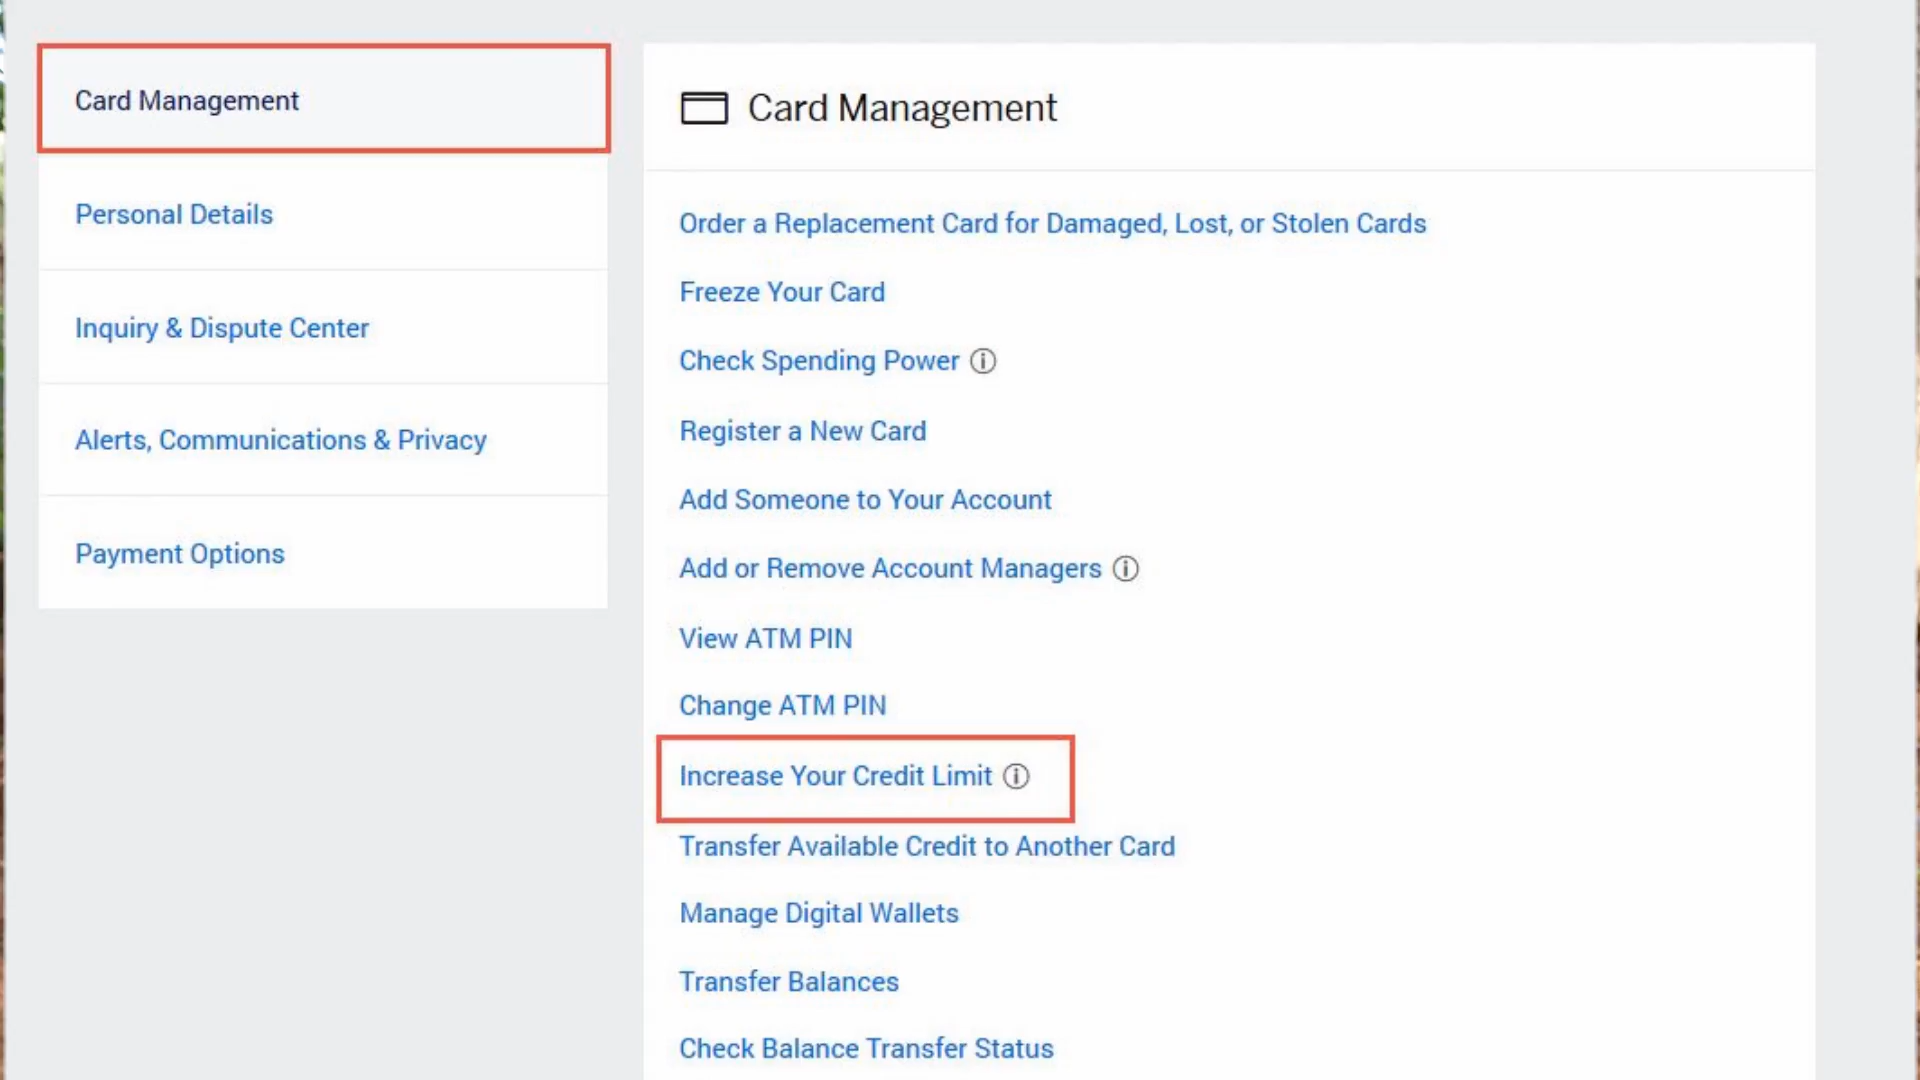 Card Management
Personal Details
Inquiry & Dispute Center
Alerts, Communications & Privacy
Payment Options
Card Management
Order a Replacement Card for Damaged, Lost, or Stolen Cards
Freeze Your Card
Check Spending Power
Register a New Card
Add Someone to Your Account
Add or Remove Account Managers
View ATM PIN
Change ATM PIN
Increase Your Credit Limit
Transfer Available Credit to Another Card
Manage Digital Wallets
Transfer Balances
Check Balance Transfer Status